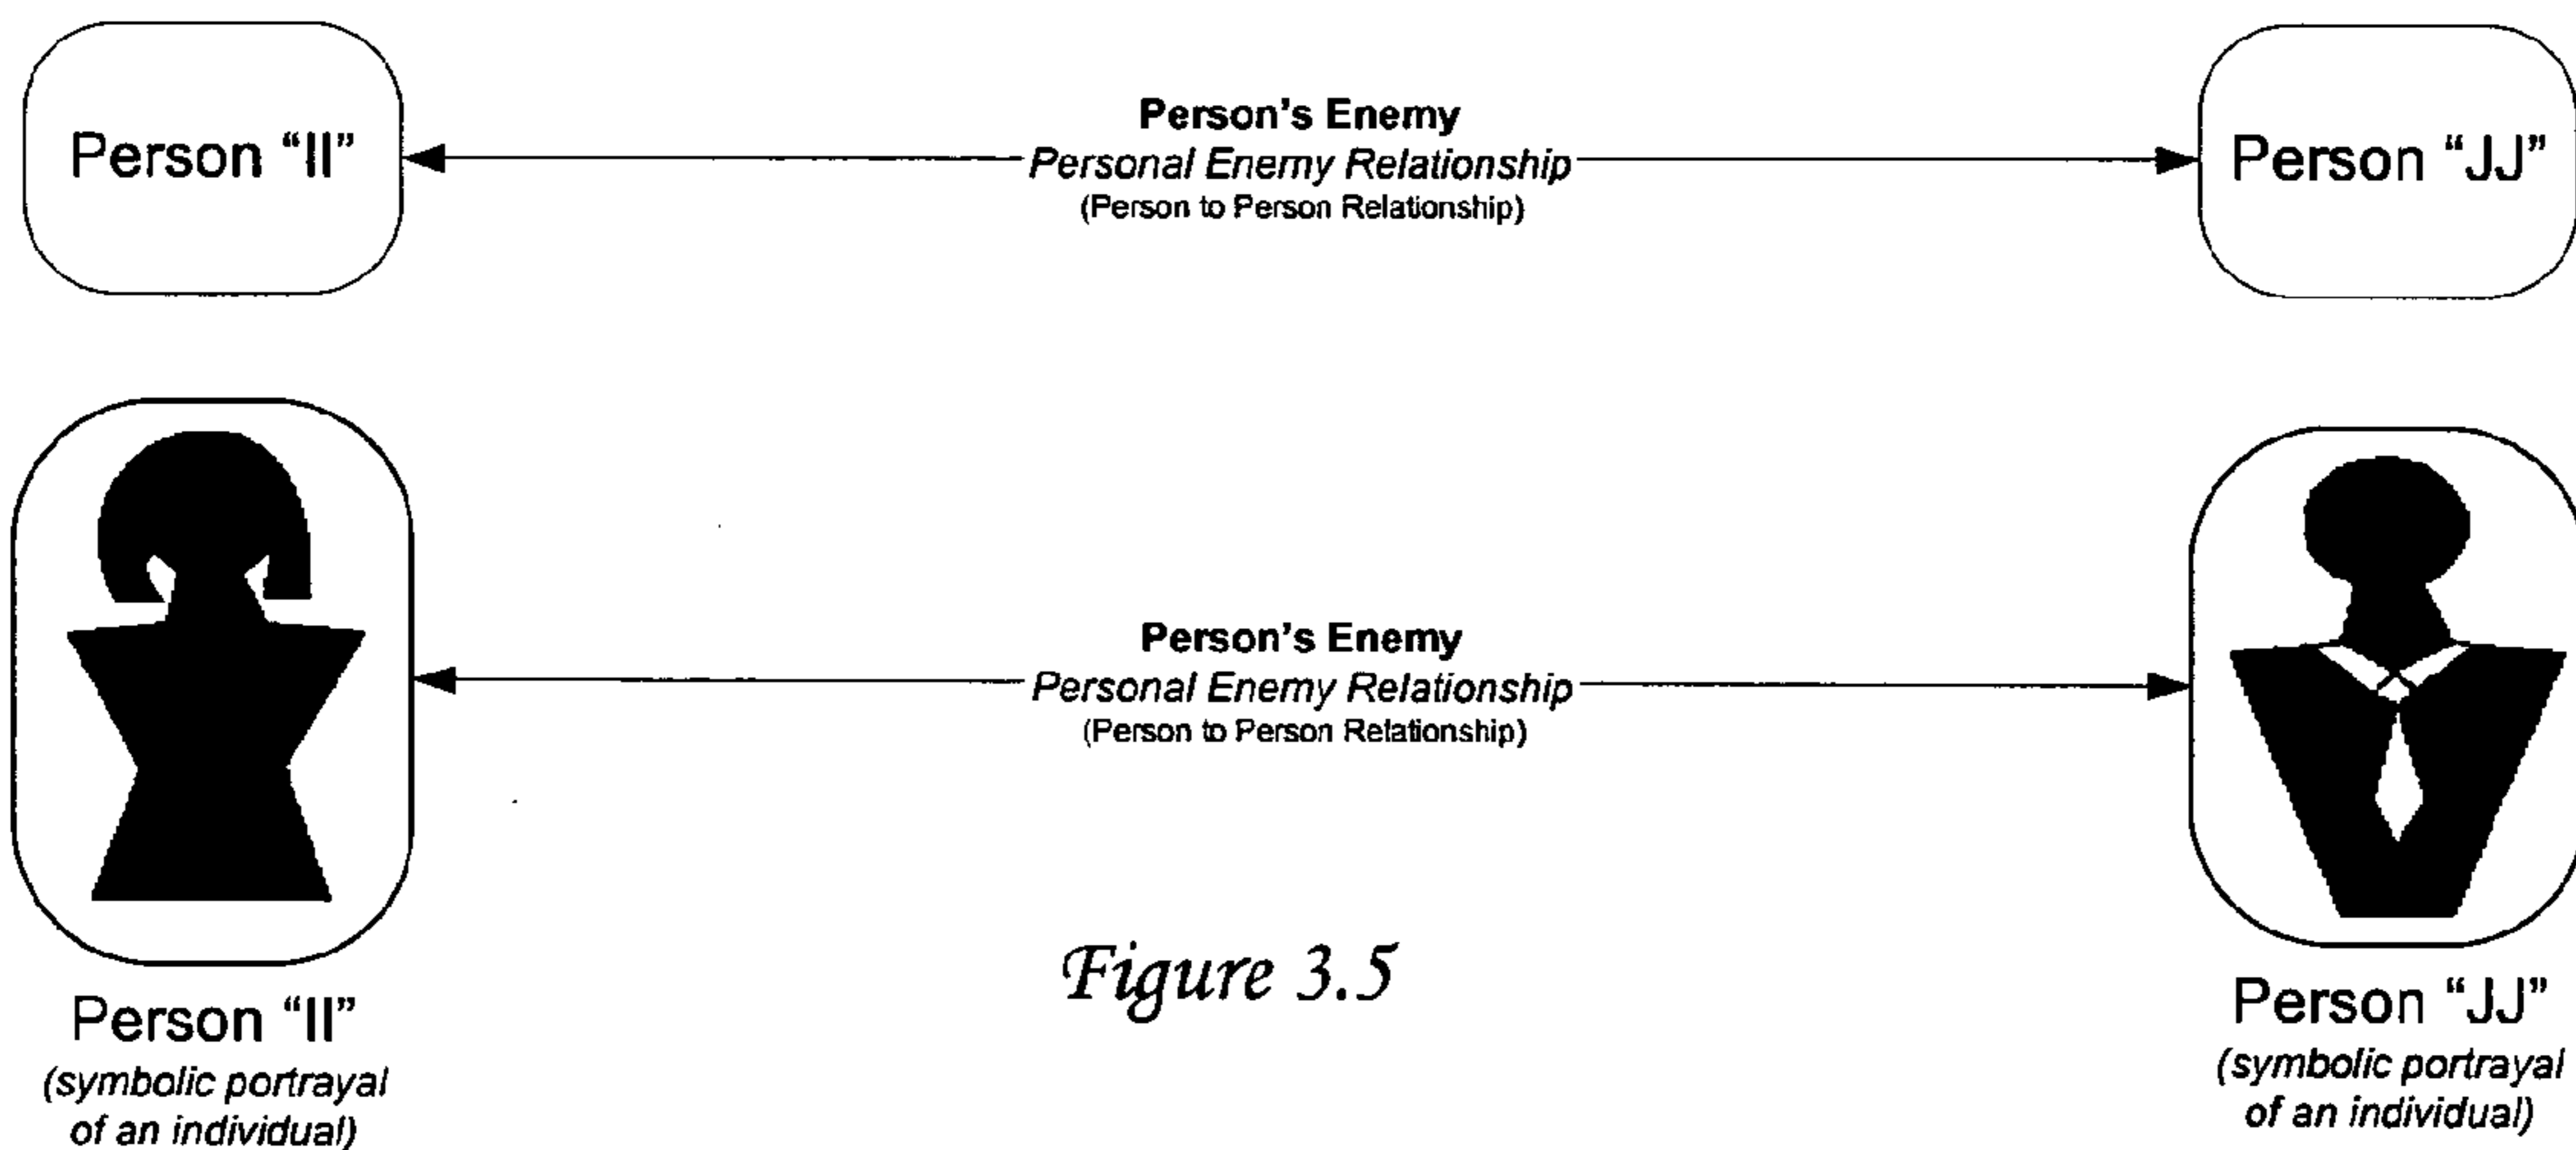 Person “II”
Person's Enemy
Personal Enemy Relationship
(Person to Person Relationship)
Person “JJ”
Person's Enemy
Personal Enemy Relationship
(Person to Person Relationship)
Figure 3.5
Person “II”
(symbolic portrayal
of an individual)
Person “JJ”
(symbolic portrayal
of an individual)